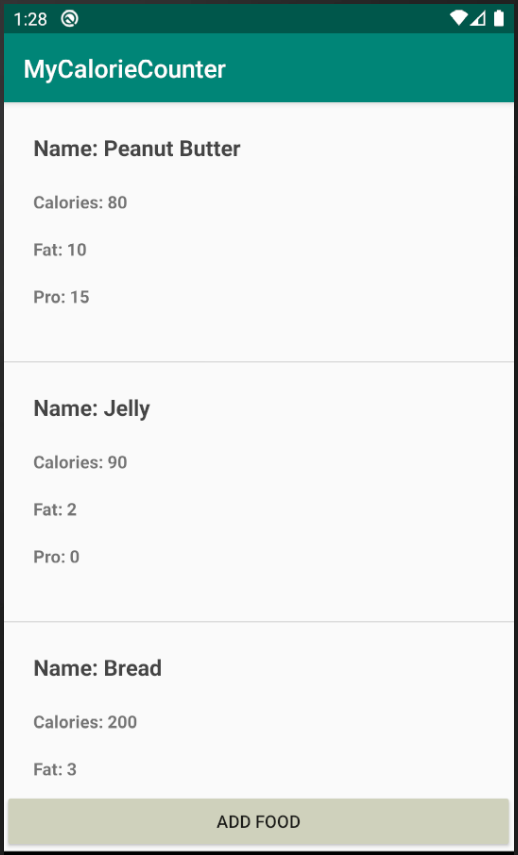 1:28
MyCalorieCounter
Name: Peanut Butter
Calories: 80
Fat: 10
Pro: 15
Name: Jelly
Calories: 90
Fat: 2
Pro: 0
Name: Bread
Calories: 200
Fat: 3
ADD FOOD